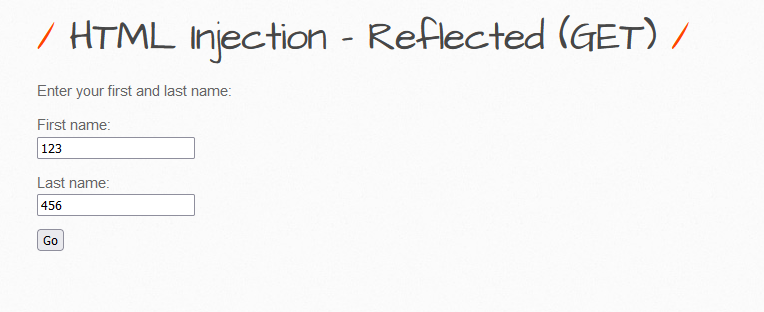 / HTML Injection - Reflected (GET) /
Enter your first and last name:
First name:
123
Last name:
456
Go